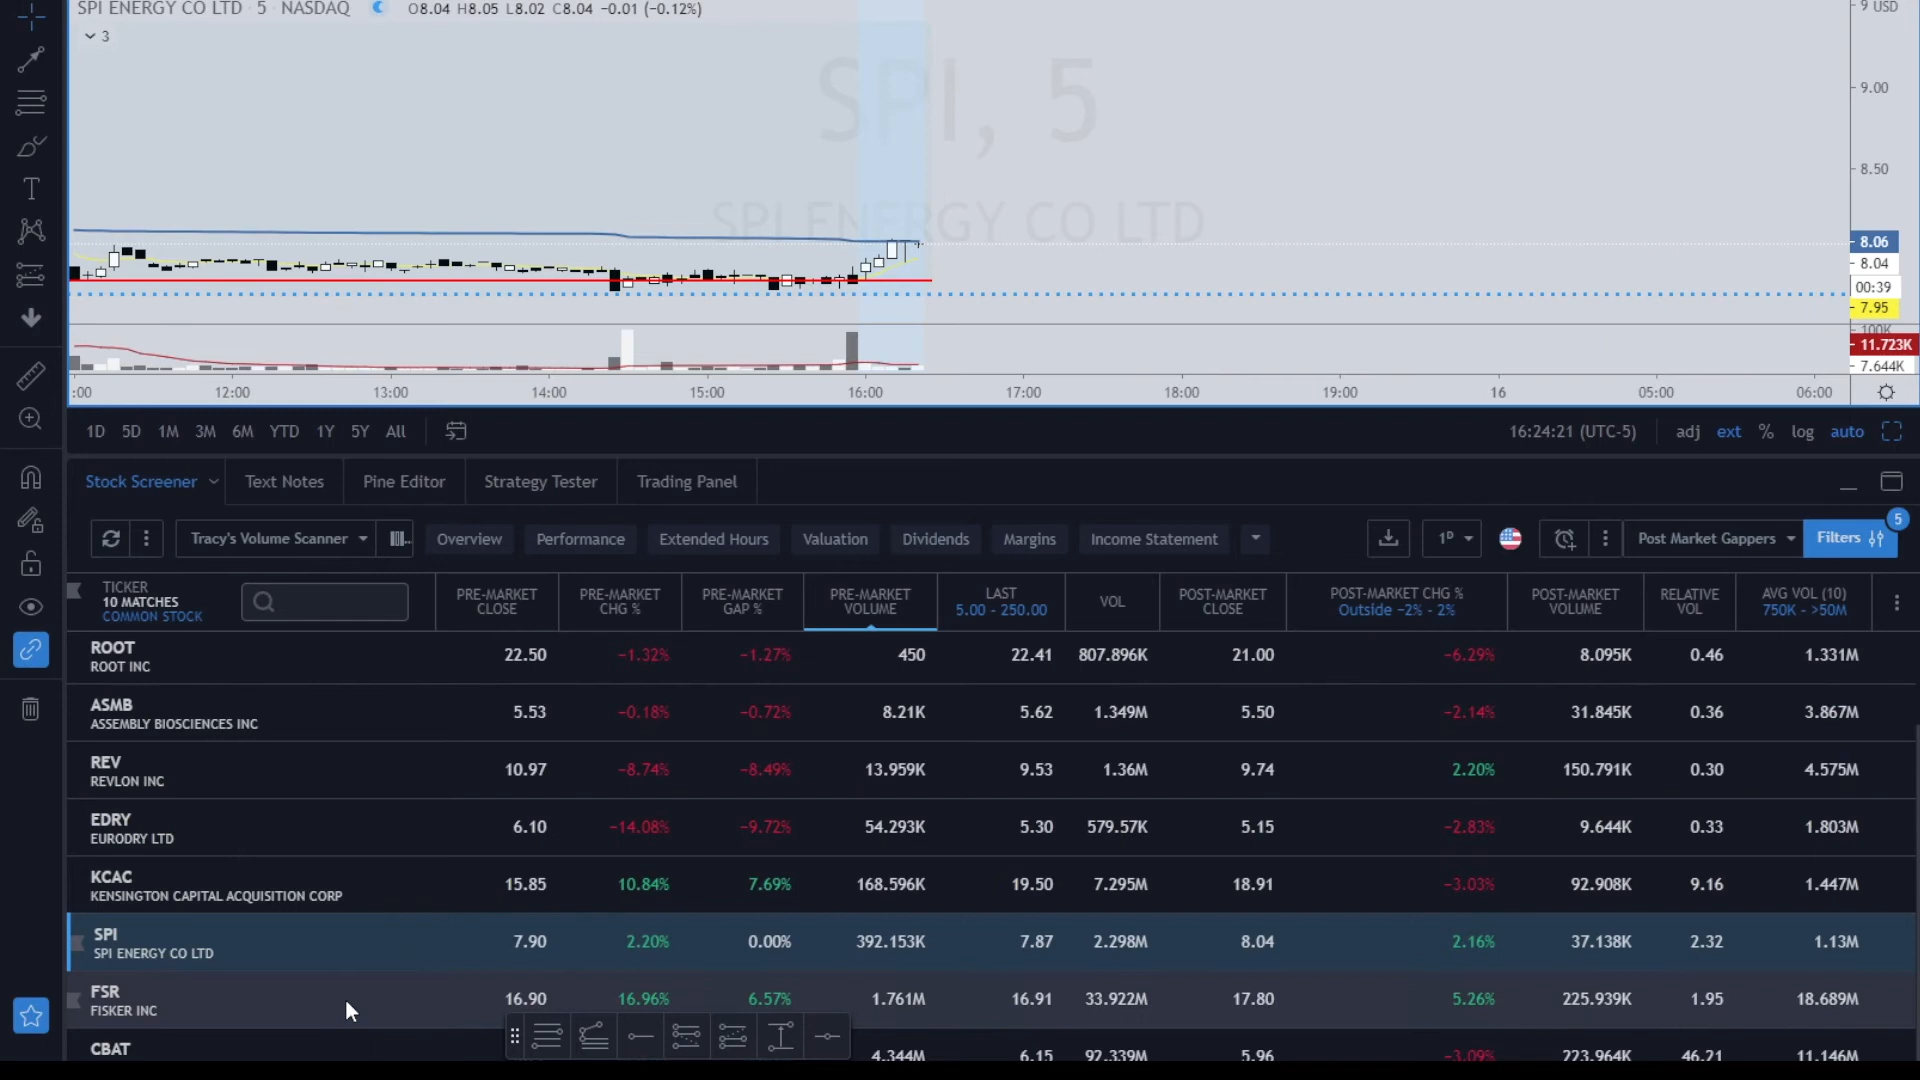 SPI ENERGY CO LTD · 5 · NASDAQ O8.04 H8.05 L8.02 C8.04 −0.01 (−0.12%)
3
SPI, 5
SPI ENERGY CO LTD
9 USD
9.00
8.50
8.06
8.04
00:39
7.95
100K
11.723K
7.644K
:00 12:00 13:00 14:00 15:00 16:00 17:00 18:00 19:00 16 05:00 06:00
1D 5D 1M 3M 6M YTD 1Y 5Y All 16:24:21 (UTC-5) adj ext % log auto
Stock Screener Text Notes Pine Editor Strategy Tester Trading Panel
5
Tracy's Volume Scanner Overview Performance Extended Hours Valuation Dividends Margins Income Statement 1D Post Market Gappers Filters
TICKER
10 MATCHES
COMMON STOCK
PRE-MARKET
CLOSE
PRE-MARKET
CHG %
PRE-MARKET
GAP %
PRE-MARKET
VOLUME
LAST
5.00 - 250.00
VOL
POST-MARKET
CLOSE
POST-MARKET CHG %
Outside −2% - 2%
POST-MARKET
VOLUME
RELATIVE
VOL
AVG VOL (10)
750K - >50M
ROOT
ROOT INC
22.50 −1.32% −1.27% 450 22.41 807.896K 21.00 −6.29% 8.095K 0.46 1.331M
ASMB
ASSEMBLY BIOSCIENCES INC
5.53 −0.18% −0.72% 8.21K 5.62 1.349M 5.50 −2.14% 31.845K 0.36 3.867M
REV
REVLON INC
10.97 −8.74% −8.49% 13.959K 9.53 1.36M 9.74 2.20% 150.791K 0.30 4.575M
EDRY
EURODRY LTD
6.10 −14.08% −9.72% 54.293K 5.30 579.57K 5.15 −2.83% 9.644K 0.33 1.803M
KCAC
KENSINGTON CAPITAL ACQUISITION CORP
15.85 10.84% 7.69% 168.596K 19.50 7.295M 18.91 −3.03% 92.908K 9.16 1.447M
SPI
SPI ENERGY CO LTD
7.90 2.20% 0.00% 392.153K 7.87 2.298M 8.04 2.16% 37.138K 2.32 1.13M
FSR
FISKER INC
16.90 16.96% 6.57% 1.761M 16.91 33.922M 17.80 5.26% 225.939K 1.95 18.689M
CBAT
4.344M 6.15 92.339M 5.96 −3.09% 223.964K 46.21 11.146M